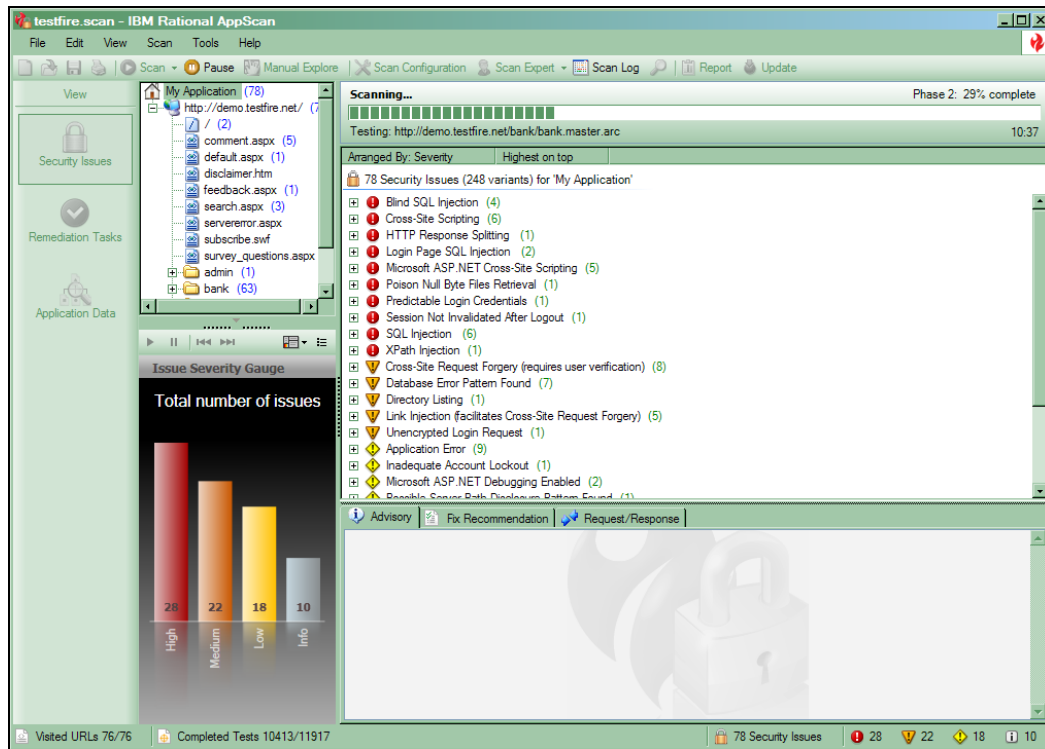 testfire.scan - IBM Rational AppScan
File Edit View Scan Tools Help
Scan Pause Manual Explore Scan Configuration Scan Expert Scan Log Report Update
View
Security Issues
Remediation Tasks
Application Data
My Application (78)
http://demo.testfire.net/ (7
/ (2)
comment.aspx (5)
default.aspx (1)
disclaimer.htm
feedback.aspx (1)
search.aspx (3)
servererror.aspx
subscribe.swf
survey_questions.aspx
admin (1)
bank (63)
Issue Severity Gauge
Total number of issues
28 22 18 10
High Medium Low Info
Scanning... Phase 2: 29% complete
Testing: http://demo.testfire.net/bank/bank.master.arc 10:37
Arranged By: Severity Highest on top
78 Security Issues (248 variants) for 'My Application'
Blind SQL Injection (4)
Cross-Site Scripting (6)
HTTP Response Splitting (1)
Login Page SQL Injection (2)
Microsoft ASP.NET Cross-Site Scripting (5)
Poison Null Byte Files Retrieval (1)
Predictable Login Credentials (1)
Session Not Invalidated After Logout (1)
SQL Injection (6)
XPath Injection (1)
Cross-Site Request Forgery (requires user verification) (8)
Database Error Pattern Found (7)
Directory Listing (1)
Link Injection (facilitates Cross-Site Request Forgery) (5)
Unencrypted Login Request (1)
Application Error (9)
Inadequate Account Lockout (1)
Microsoft ASP.NET Debugging Enabled (2)
Possible Server Path Disclosure Pattern Found (1)
Advisory Fix Recommendation Request/Response
Visited URLs 76/76 Completed Tests 10413/11917 78 Security Issues 28 22 18 10